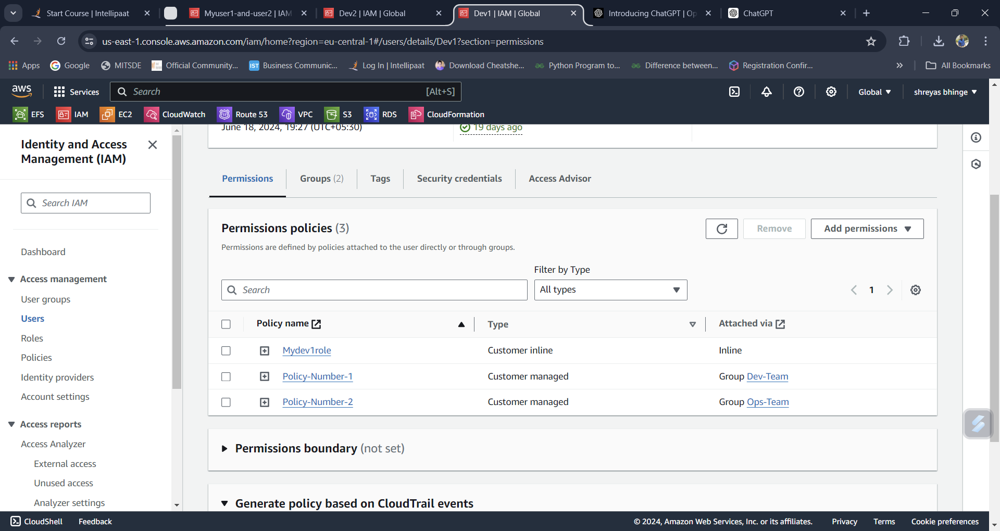 Start Course | Intellipaat
Myuser1-and-user2 | IAM
Dev2 | IAM | Global
Dev1 | IAM | Global
Introducing ChatGPT | Op
ChatGPT
us-east-1.console.aws.amazon.com/iam/home?region=eu-central-1#/users/details/Dev1?section=permissions
Apps
Google
MITSDE
Official Community...
IST Business Communic...
Log In | Intellipaat
Download Cheatshe...
Python Program to...
Difference between...
Registration Confir...
All Bookmarks
aws
Services
Search
[Alt+S]
Global
shreyas bhinge
EFS
IAM
EC2
CloudWatch
Route 53
VPC
S3
RDS
CloudFormation
Identity and Access
Management (IAM)
Search IAM
Dashboard
Access management
User groups
Users
Roles
Policies
Identity providers
Account settings
Access reports
Access Analyzer
External access
Unused access
Analyzer settings
June 18, 2024, 19:27 (UTC+05:30)
19 days ago
Permissions
Groups (2)
Tags
Security credentials
Access Advisor
Permissions policies (3)
Remove
Add permissions
Permissions are defined by policies attached to the user directly or through groups.
Filter by Type
Search
All types
1
Policy name
Type
Attached via
Mydev1role
Customer inline
Inline
Policy-Number-1
Customer managed
Group Dev-Team
Policy-Number-2
Customer managed
Group Ops-Team
Permissions boundary (not set)
Generate policy based on CloudTrail events
CloudShell
Feedback
© 2024, Amazon Web Services, Inc. or its affiliates.
Privacy
Terms
Cookie preferences